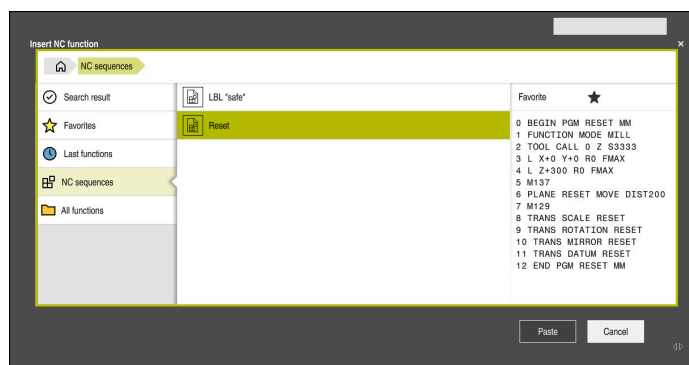 Insert NC function
NC sequences
Search result
Favorites
Last functions
NC sequences
All functions
LBL "safe"
Reset
Favorite
0 BEGIN PGM RESET MM
1 FUNCTION MODE MILL
2 TOOL CALL 0 Z S3333
3 L X+0 Y+0 R0 FMAX
4 L Z+300 R0 FMAX
5 M137
6 PLANE RESET MOVE DIST200
7 M129
8 TRANS SCALE RESET
9 TRANS ROTATION RESET
10 TRANS MIRROR RESET
11 TRANS DATUM RESET
12 END PGM RESET MM
Paste
Cancel